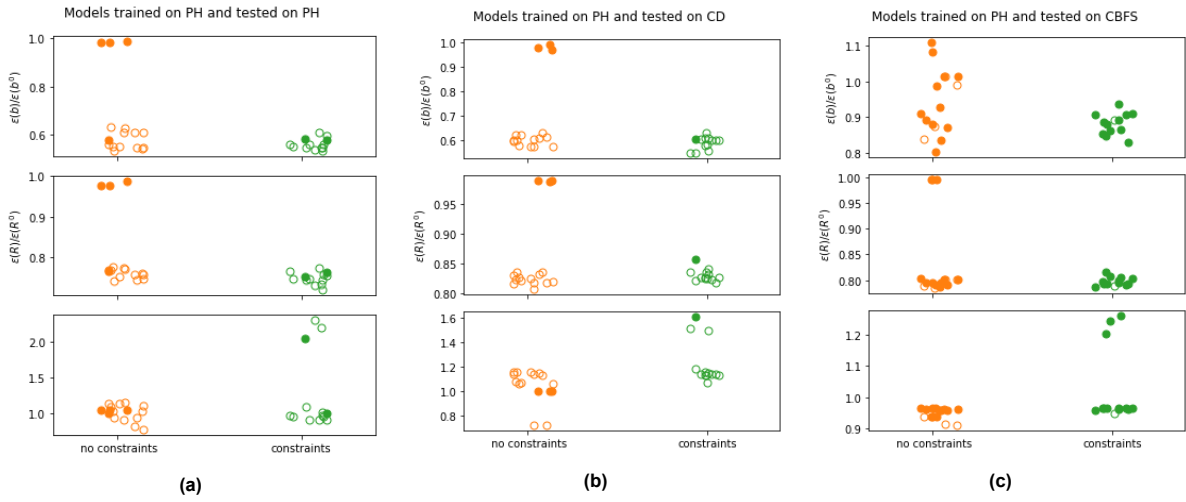 Models trained on PH and tested on PH
1.0
0.8
0.6
ε(b)/ε(b⁰)
1.0
0.9
0.8
ε(R)/ε(R⁰)
2.0
1.5
1.0
no constraints
constraints
(a)
Models trained on PH and tested on CD
1.0
0.9
0.8
0.7
0.6
ε(b)/ε(b⁰)
0.95
0.90
0.85
0.80
ε(R)/ε(R⁰)
1.6
1.4
1.2
1.0
0.8
no constraints
constraints
(b)
Models trained on PH and tested on CBFS
1.1
1.0
0.9
0.8
ε(b)/ε(b⁰)
1.00
0.95
0.90
0.85
0.80
ε(R)/ε(R⁰)
1.2
1.1
1.0
0.9
no constraints
constraints
(c)